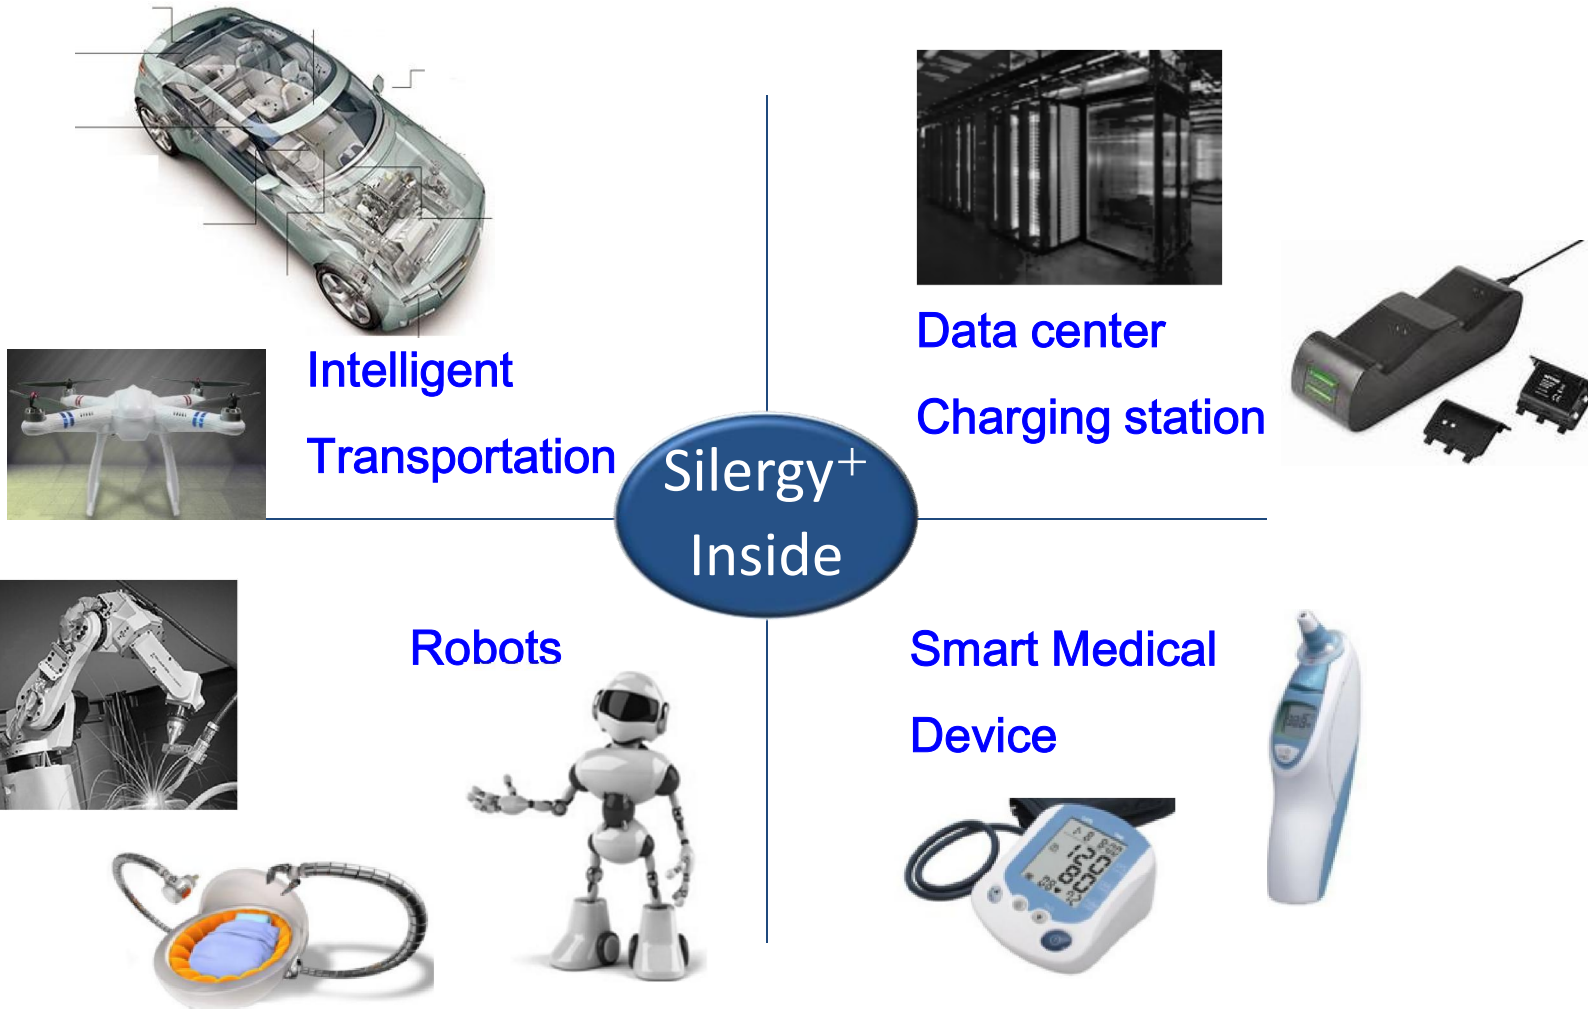 Intelligent
Transportation
Data center
Charging station
Silergy+
Inside
Robots
Smart Medical
Device